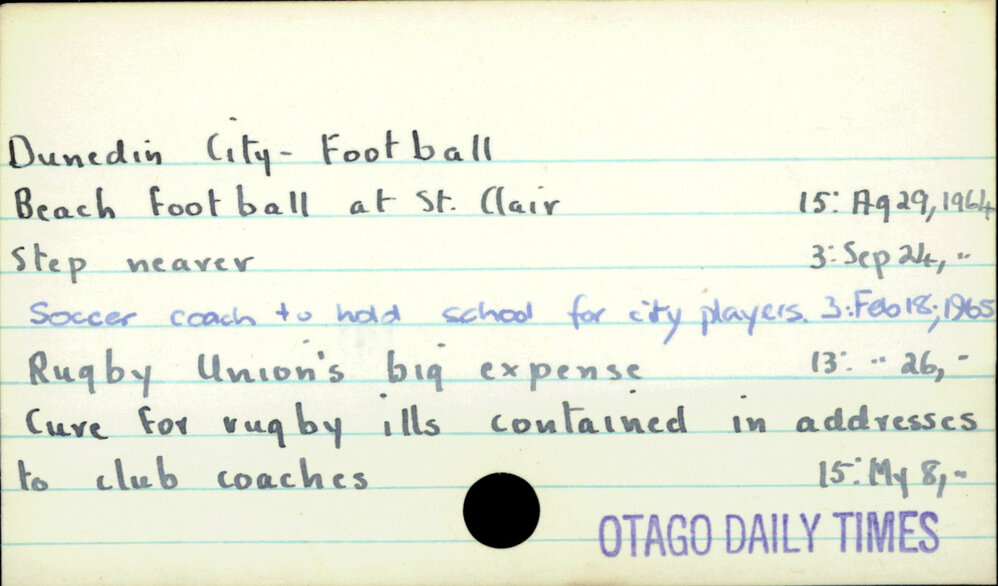 Dunedin City - Football
Beach football at St. Clair 15: Ag 29, 1964
Step nearer 3: Sep 24, "
Soccer coach to hold school for city players. 3: Feb 18, 1965
Rugby Union's big expense 13: " 26, "
Cure for rugby ills contained in addresses
to club coaches 15: My 8, "
OTAGO DAILY TIMES